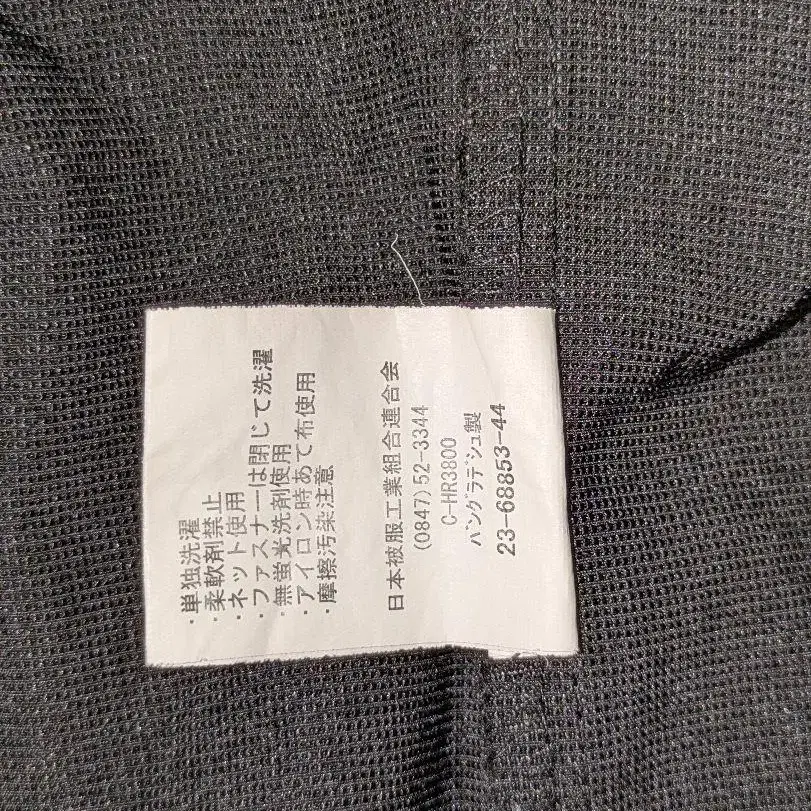 ・単独洗濯
・柔軟剤禁止
・ネット使用
・ファスナーは閉じて洗濯
・無蛍光洗剤使用
・アイロン時あて布使用
・摩擦汚染注意
日本被服工業組合連合会
(0847)52-3344
C-HR3800
バングラデシュ製
23-68853-44